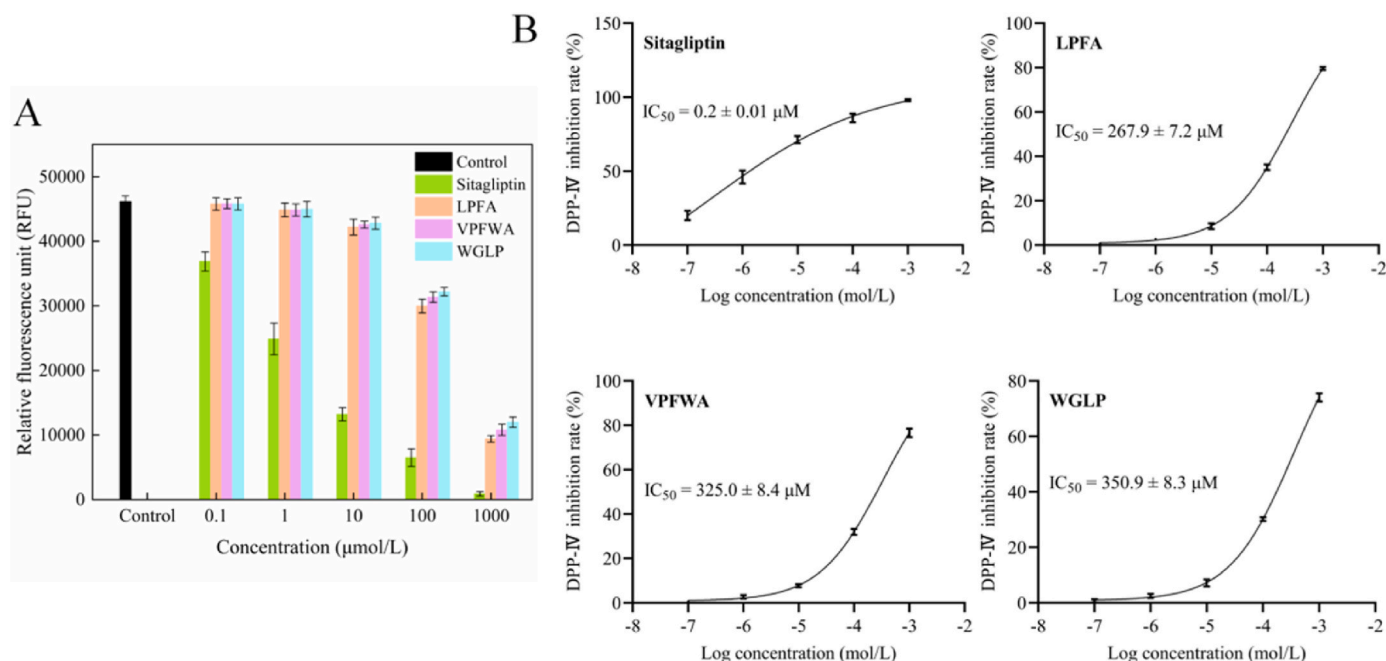 A
Relative fluorescence unit (RFU)
50000
40000
30000
20000
10000
0
Control
Sitagliptin
LPFA
VPFWA
WGLP
Control 0.1 1 10 100 1000
Concentration (μmol/L)
B
DPP-Ⅳ inhibition rate (%)
150
100
50
0
Sitagliptin
IC50 = 0.2 ± 0.01 μM
-8 -7 -6 -5 -4 -3 -2
Log concentration (mol/L)
DPP-Ⅳ inhibition rate (%)
100
80
60
40
20
0
LPFA
IC50 = 267.9 ± 7.2 μM
-8 -7 -6 -5 -4 -3 -2
Log concentration (mol/L)
DPP-Ⅳ inhibition rate (%)
100
80
60
40
20
0
VPFWA
IC50 = 325.0 ± 8.4 μM
-8 -7 -6 -5 -4 -3 -2
Log concentration (mol/L)
DPP-Ⅳ inhibition rate (%)
80
60
40
20
0
WGLP
IC50 = 350.9 ± 8.3 μM
-8 -7 -6 -5 -4 -3 -2
Log concentration (mol/L)